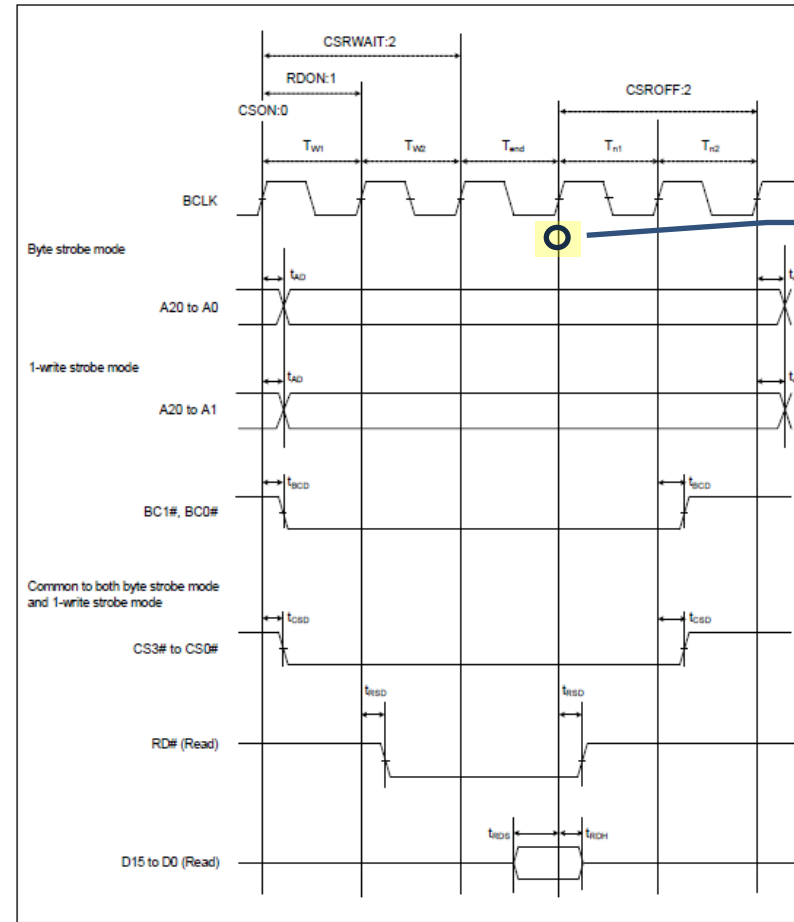 CSRWAIT:2
RDON:1
CSROFF:2
CSON:0
TW1 TW2 Tend Tn1 Tn2
BCLK
Byte strobe mode
tAD
A20 to A0
1-write strobe mode
tAD
A20 to A1
tBCD tBCD
BC1#, BC0#
Common to both byte strobe mode
and 1-write strobe mode
tCSD tCSD
CS3# to CS0#
tRSD tRSD
RD# (Read)
tRDS tRDH
D15 to D0 (Read)